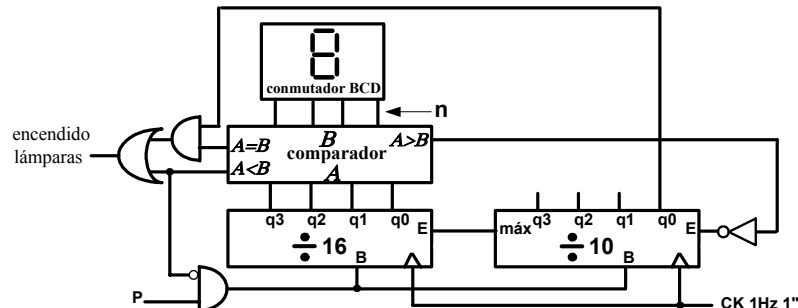 conmutador BCD
n
encendido
lámparas
A=B B A>B
comparador
A<B A
q3 q2 q1 q0 E
÷ 16
B
máx q3 q2 q1 q0 E
÷ 10
B
P
CK 1Hz 1"